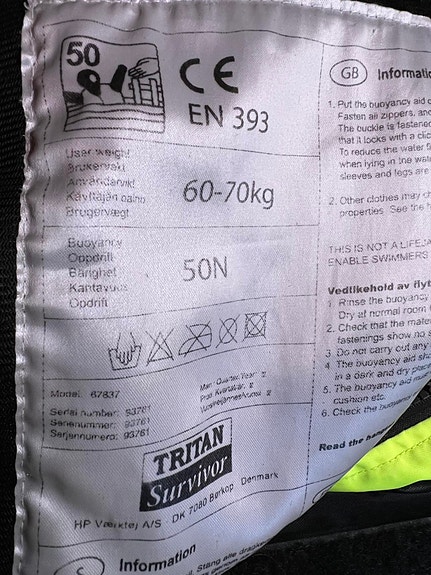 50
CE
EN 393
User weight
Brukervekt
Användarvikt
Käyttäjän paino
Brugervægt
60-70kg
Buoyancy
Oppdrift
Bärighet
Kantavuus
Opdrift
50N
Model: 67837
Serial number: 93761
Serienummer: 93761
Sarjannumero: 93761
TRITAN
Survivor
HP Værktøj A/S DK 7080 Børkop, Denmark
GB Informatio
1. Put the buoyancy aid
Fasten all zippers, and
The buckle is fastened
that it locks with a clic
To reduce the water f
when lying in the wate
sleeves and legs are
2. Other clothes may ch
properties. See the
THIS IS NOT A LIFEJA
ENABLE SWIMMERS
Vedlikehold av flyt
1. Rinse the buoyancy
Dry at normal room
2. Check that the mate
fastenings show no s
3. Do not carry out any
4. The buoyancy aid sho
in a dark and dry place
5. The buoyancy aid
cushion etc.
6. Check the buoyancy
Read the
S Information